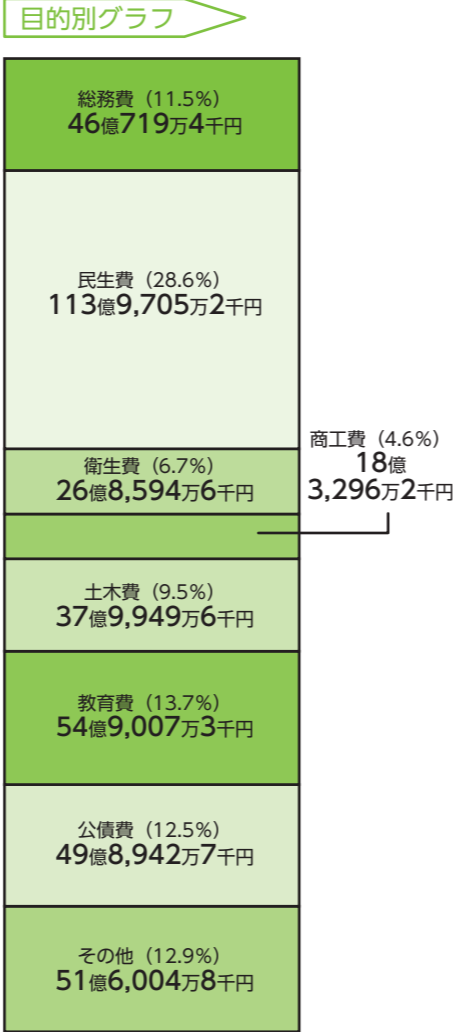 目的別グラフ
総務費（11.5%）
46億719万4千円
民生費（28.6%）
113億9,705万2千円
商工費（4.6%）
18億
3,296万2千円
衛生費（6.7%）
26億8,594万6千円
土木費（9.5%）
37億9,949万6千円
教育費（13.7%）
54億9,007万3千円
公債費（12.5%）
49億8,942万7千円
その他（12.9%）
51億6,004万8千円